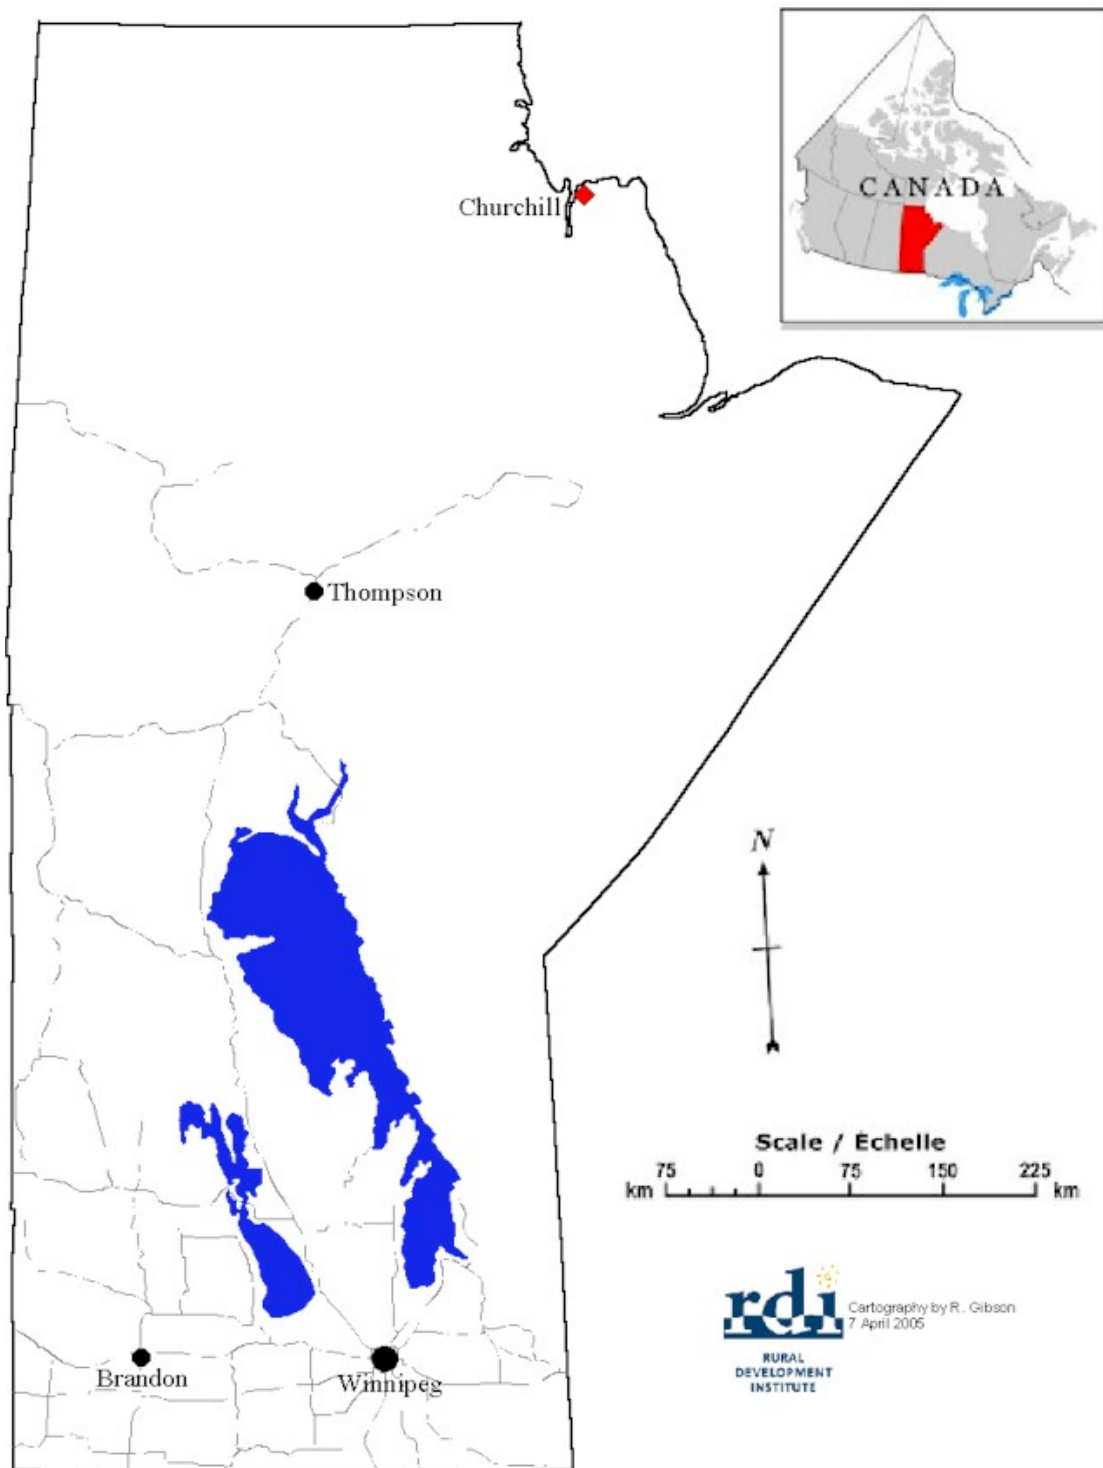 CANADA
Churchill
Thompson
N
Scale / Échelle
75 0 75 150 225
km km
rdi
Cartography by R. Gibson
7 April 2005
RURAL
DEVELOPMENT
INSTITUTE
Brandon
Winnipeg